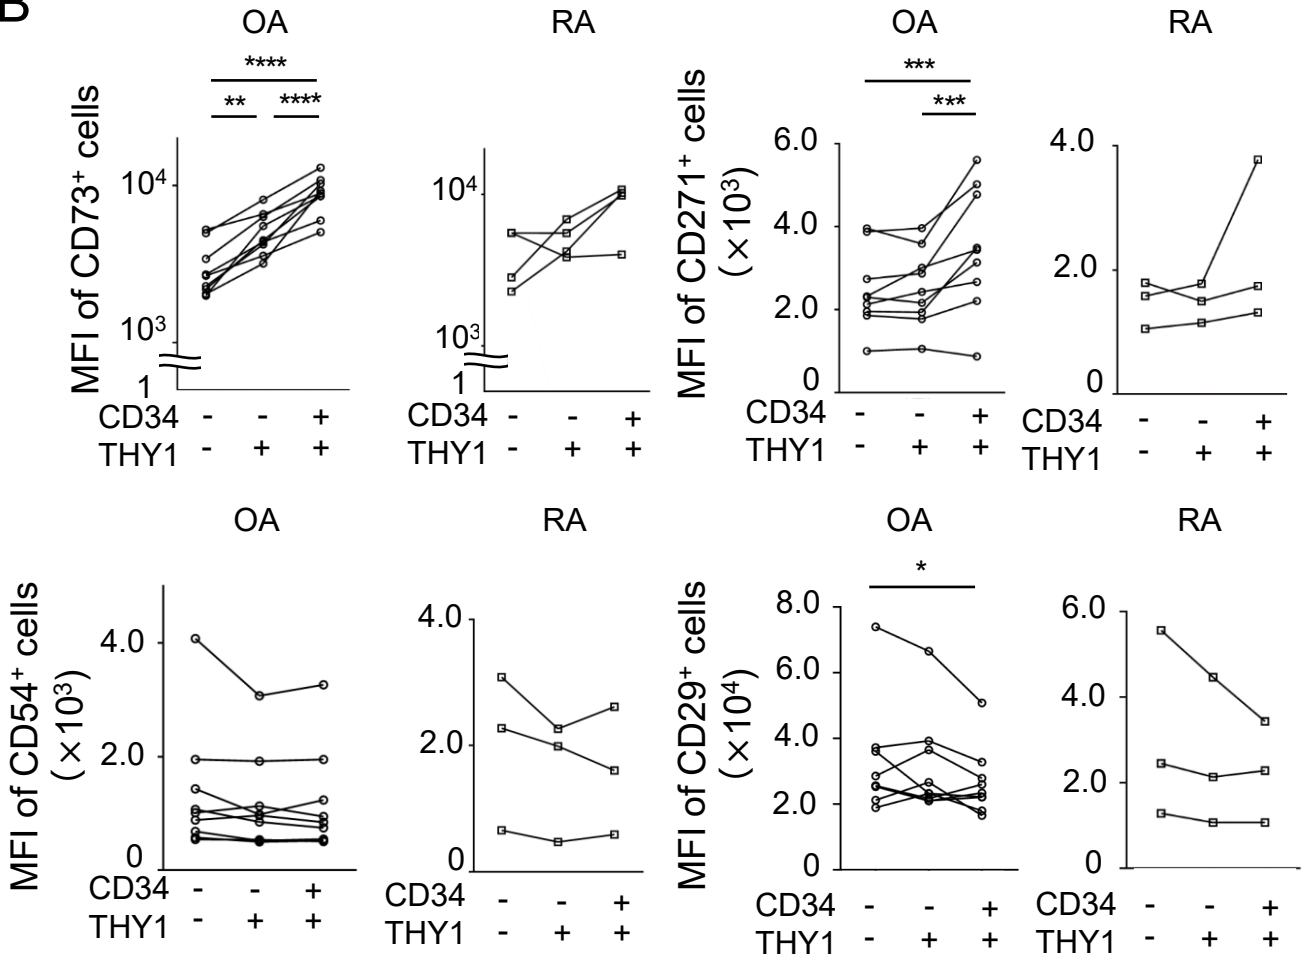 B
OA
RA
OA
RA
****
** ****
***
***
MFI of CD73⁺ cells
10⁴
10³
1
CD34 - - +
THY1 - + +
10⁴
10³
1
CD34 - - +
THY1 - + +
MFI of CD271⁺ cells
(×10³)
6.0
4.0
2.0
0
CD34 - - +
THY1 - + +
4.0
2.0
0
CD34 - - +
THY1 - + +
OA
RA
OA
RA
*
MFI of CD54⁺ cells
(×10³)
4.0
2.0
0
CD34 - - +
THY1 - + +
4.0
2.0
0
CD34 - - +
THY1 - + +
MFI of CD29⁺ cells
(×10⁴)
8.0
6.0
4.0
2.0
0
CD34 - - +
THY1 - + +
6.0
4.0
2.0
0
CD34 - - +
THY1 - + +